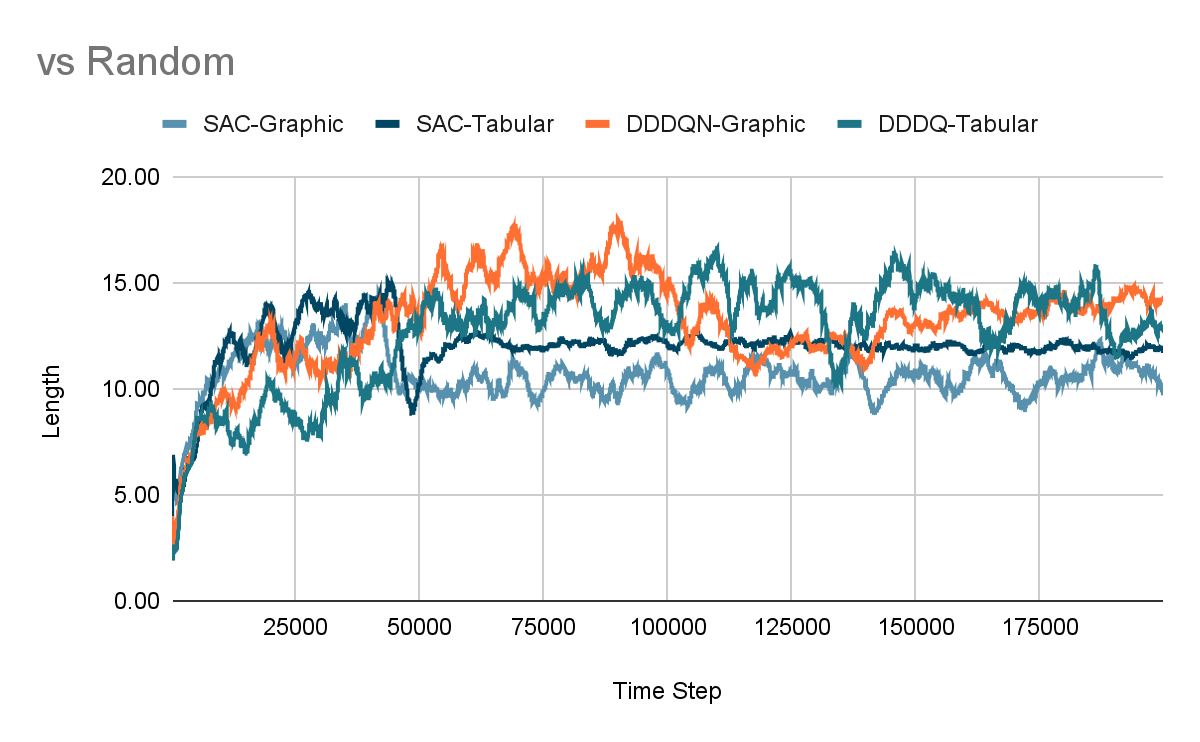 vs Random
SAC-Graphic SAC-Tabular DDDQN-Graphic DDDQ-Tabular
20.00
15.00
10.00
5.00
0.00
Length
25000 50000 75000 100000 125000 150000 175000
Time Step